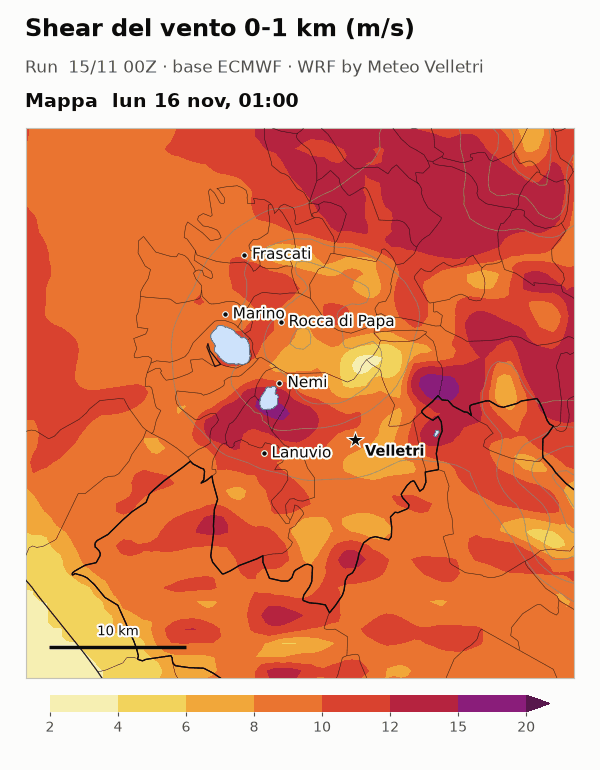 Shear del vento 0-1 km (m/s)
Run  15/11 00Z · base ECMWF · WRF by Meteo Velletri
Mappa  lun 16 nov, 01:00
Frascati
Marino
Rocca di Papa
Nemi
Velletri
Lanuvio
10 km
2 4 6 8 10 12 15 20